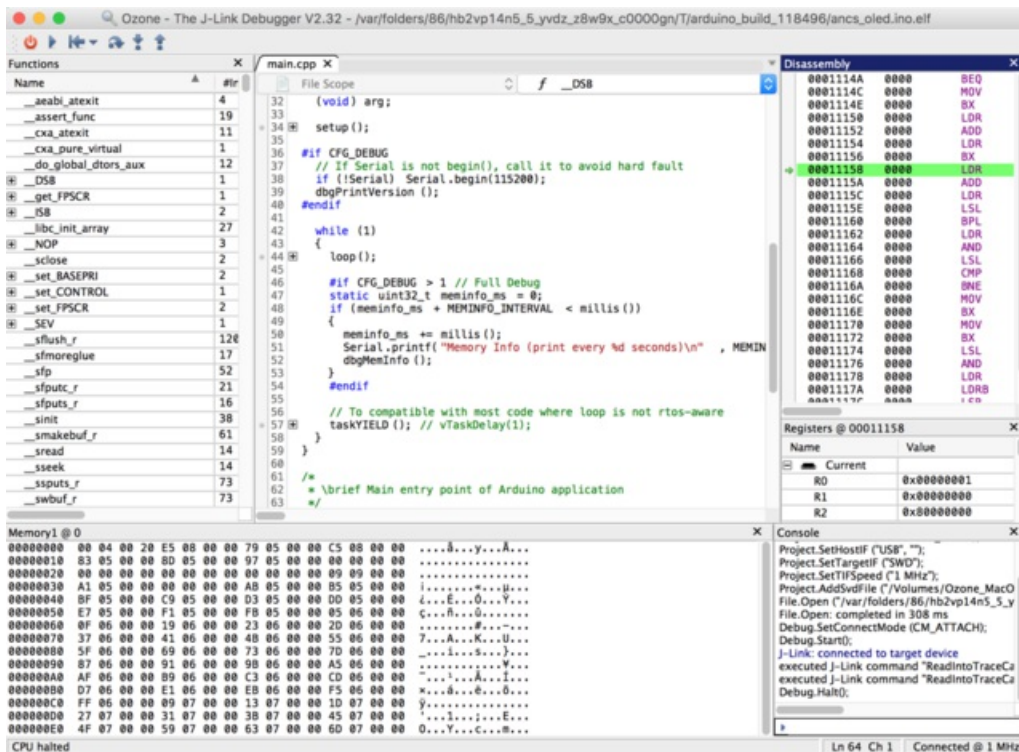 Ozone - The J-Link Debugger V2.32 - /var/folders/86/hb2vp14n5_5_yvdz_z8w9x_c0000gn/T/arduino_build_118496/ancs_oled.ino.elf
Functions
Name #Ir
__aeabi_atexit 4
__assert_func 19
__cxa_atexit 11
__cxa_pure_virtual 1
__do_global_dtors_aux 12
__DSB 1
__get_FPSCR 1
__ISB 2
__libc_init_array 27
__NOP 3
__sclose 2
__set_BASEPRI 2
__set_CONTROL 1
__set_FPSCR 2
__SEV 1
__sflush_r 120
__sfmoreglue 17
__sfp 52
__sfputc_r 21
__sfputs_r 16
__sinit 38
__smakebuf_r 61
__sread 14
__sseek 14
__ssputs_r 73
__swbuf_r 73
main.cpp
File Scope f __DSB
32 (void) arg;
33
34 setup();
35
36 #if CFG_DEBUG
37 // If Serial is not begin(), call it to avoid hard fault
38 if (!Serial) Serial.begin(115200);
39 dbgPrintVersion ();
40 #endif
41
42 while (1)
43 {
44 loop();
45
46 #if CFG_DEBUG > 1 // Full Debug
47 static uint32_t meminfo_ms = 0;
48 if (meminfo_ms + MEMINFO_INTERVAL < millis())
49 {
50 meminfo_ms += millis();
51 Serial.printf("Memory Info (print every %d seconds)\n" , MEMIN
52 dbgMemInfo ();
53 }
54 #endif
55
56 // To compatible with most code where loop is not rtos-aware
57 taskYIELD (); // vTaskDelay(1);
58 }
59 }
60
61 /*
62 * \brief Main entry point of Arduino application
63 */
Disassembly
0001114A 0000 BEQ
0001114C 0000 MOV
0001114E 0000 BX
00011150 0000 LDR
00011152 0000 ADD
00011154 0000 LDR
00011156 0000 BX
00011158 0000 LDR
0001115A 0000 ADD
0001115C 0000 LDR
0001115E 0000 LSL
00011160 0000 BPL
00011162 0000 LDR
00011164 0000 AND
00011166 0000 LSL
00011168 0000 CMP
0001116A 0000 BNE
0001116C 0000 MOV
0001116E 0000 BX
00011170 0000 MOV
00011172 0000 BX
00011174 0000 LSL
00011176 0000 AND
00011178 0000 LDR
0001117A 0000 LDRB
Registers @ 00011158
Name Value
Current
R0 0x00000001
R1 0x00000000
R2 0x80000000
Memory1 @ 0
00000000 00 04 00 20 E5 08 00 00 79 05 00 00 C5 08 00 00
00000010 83 05 00 00 8D 05 00 00 97 05 00 00 00 00 00 00
00000020 00 00 00 00 00 00 00 00 00 00 00 00 09 09 00 00
00000030 A1 05 00 00 00 00 00 00 AB 05 00 00 B5 05 00 00
00000040 BF 05 00 00 C9 05 00 00 D3 05 00 00 DD 05 00 00
00000050 E7 05 00 00 F1 05 00 00 FB 05 00 00 05 06 00 00
00000060 0F 06 00 00 19 06 00 00 23 06 00 00 2D 06 00 00
00000070 37 06 00 00 41 06 00 00 4B 06 00 00 55 06 00 00
00000080 5F 06 00 00 69 06 00 00 73 06 00 00 7D 06 00 00
00000090 87 06 00 00 91 06 00 00 9B 06 00 00 A5 06 00 00
000000A0 AF 06 00 00 B9 06 00 00 C3 06 00 00 CD 06 00 00
000000B0 D7 06 00 00 E1 06 00 00 EB 06 00 00 F5 06 00 00
000000C0 FF 06 00 00 09 07 00 00 13 07 00 00 1D 07 00 00
000000D0 27 07 00 00 31 07 00 00 3B 07 00 00 45 07 00 00
000000E0 4F 07 00 00 59 07 00 00 63 07 00 00 6D 07 00 00
Console
Project.SetHostIF ("USB", "");
Project.SetTargetIF ("SWD");
Project.SetTIFSpeed ("1 MHz");
Project.AddSvdFile ("/Volumes/Ozone_MacO
File.Open ("/var/folders/86/hb2vp14n5_5_y
File.Open: completed in 308 ms
Debug.SetConnectMode (CM_ATTACH);
Debug.Start();
J-Link: connected to target device
executed J-Link command "ReadIntoTraceCa
executed J-Link command "ReadIntoTraceCa
Debug.Halt();
CPU halted
Ln 64 Ch 1 Connected @ 1 MHz